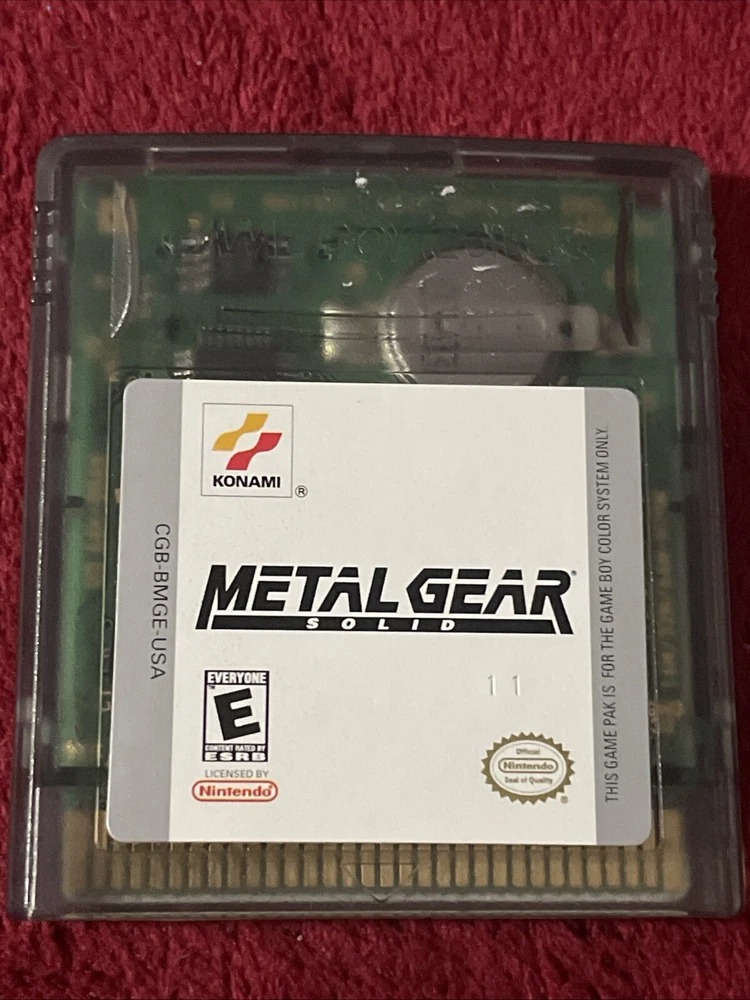 KONAMI
®
CGB-BMGE-USA
METAL GEAR®
SOLID
EVERYONE
™
E
CONTENT RATED BY
ESRB
LICENSED BY
Nintendo®
11
Official
Nintendo
Seal of Quality
®
THIS GAME PAK IS FOR THE GAME BOY COLOR SYSTEM ONLY.